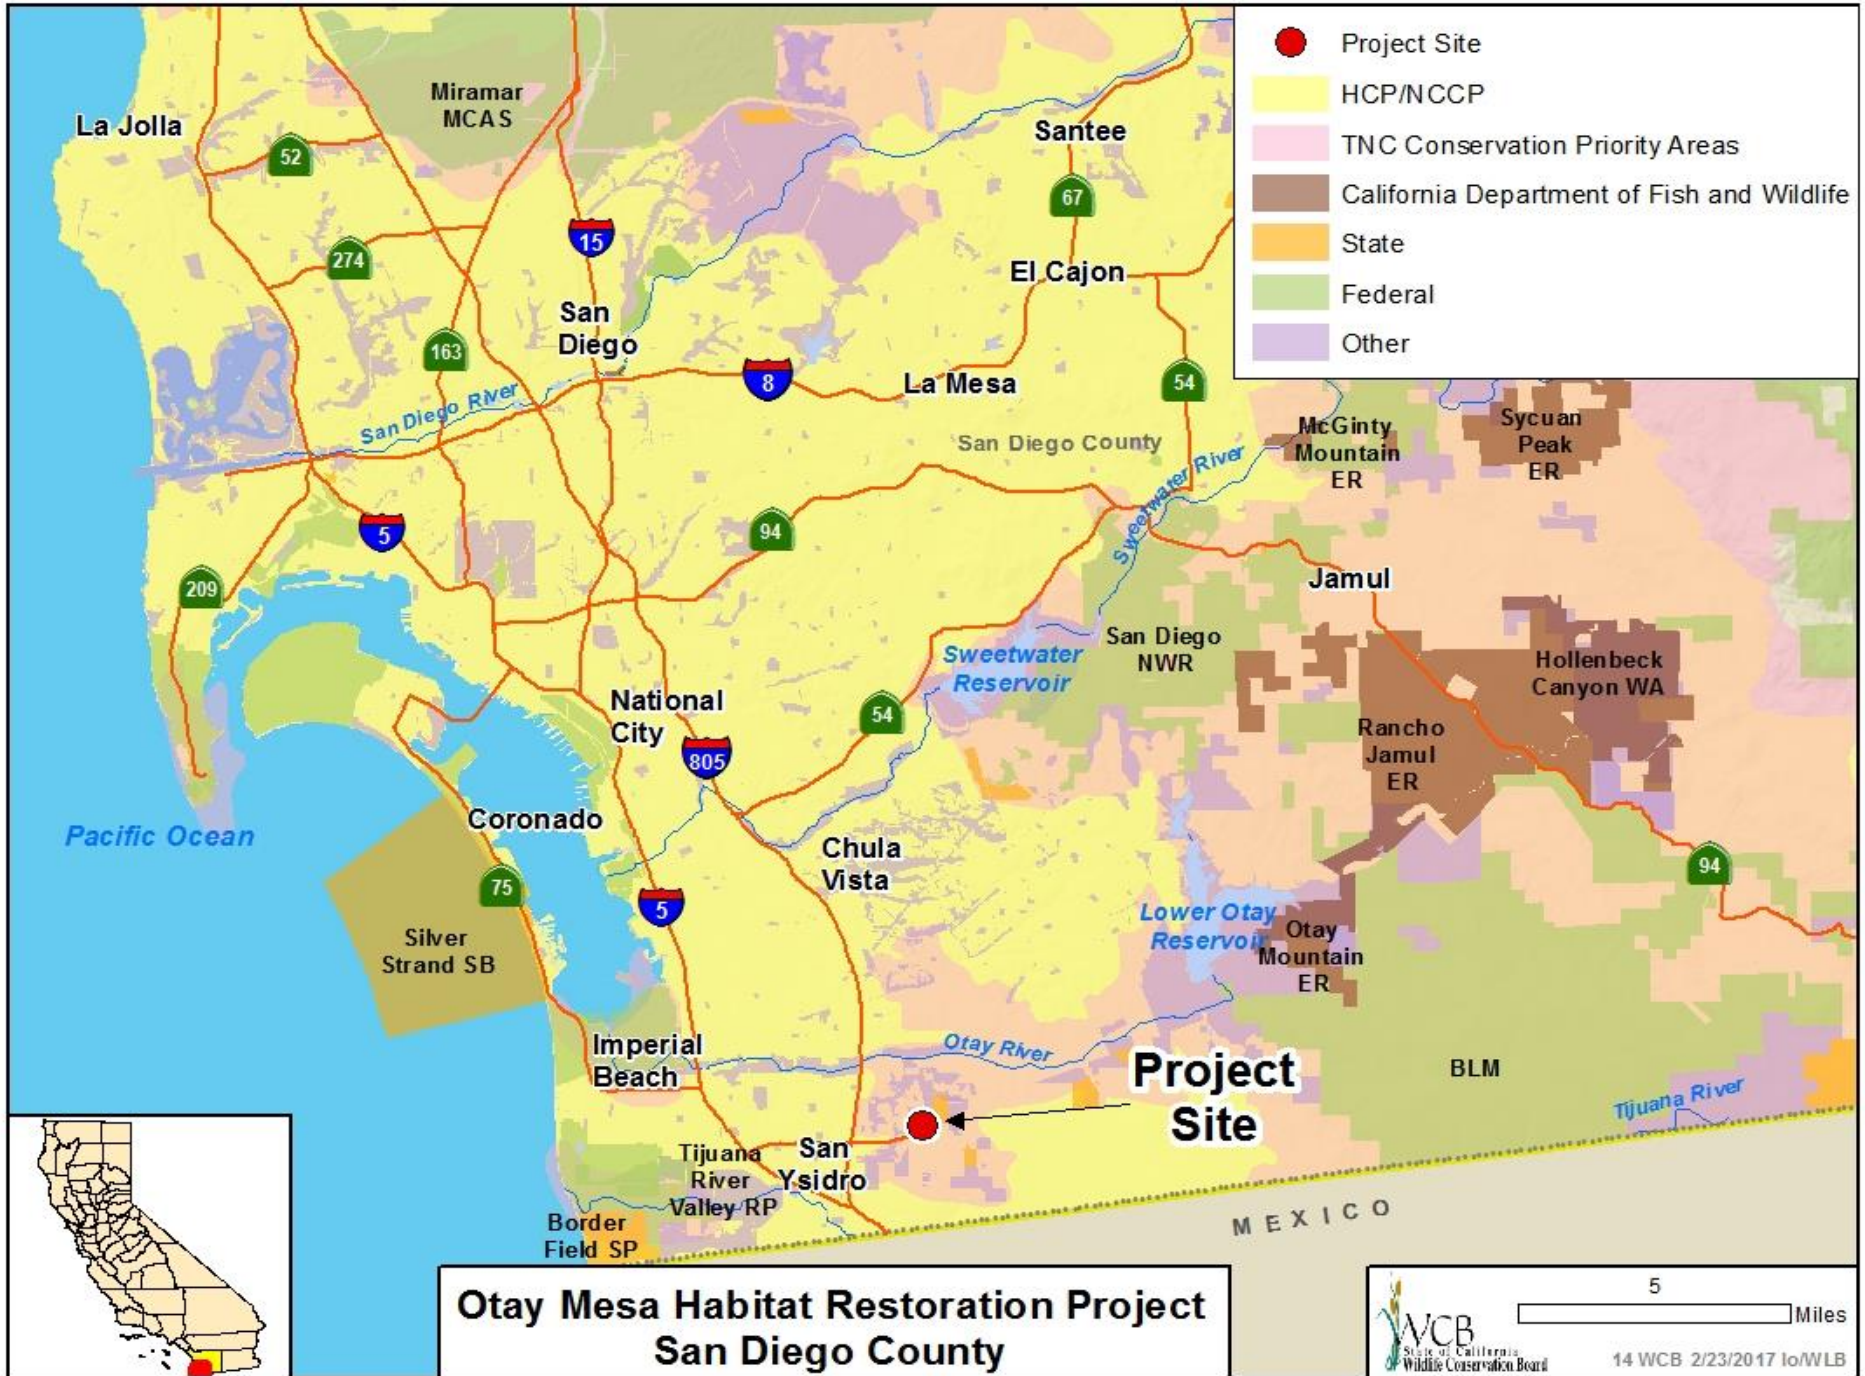 Project Site
HCP/NCCP
TNC Conservation Priority Areas
California Department of Fish and Wildlife
State
Federal
Other
Miramar
MCAS
La Jolla
52
Santee
67
15
274
El Cajon
San
Diego
163
8
La Mesa
54
San Diego River
San Diego County
McGinty
Mountain
ER
Sycuan
Peak
ER
Sweetwater River
5
94
209
Jamul
San Diego
NWR
Sweetwater
Reservoir
Hollenbeck
Canyon WA
National
City
54
805
Rancho
Jamul
ER
Pacific Ocean
Coronado
Chula
Vista
75
5
94
Lower Otay
Reservoir
Otay
Mountain
ER
Silver
Strand SB
Imperial
Beach
Otay River
Project
Site
BLM
Tijuana River
San
Ysidro
Tijuana
River
Valley RP
Border
Field SP
MEXICO
Otay Mesa Habitat Restoration Project
San Diego County
5
Miles
WCB
State of California
Wildlife Conservation Board
14 WCB 2/23/2017 lo/WLB